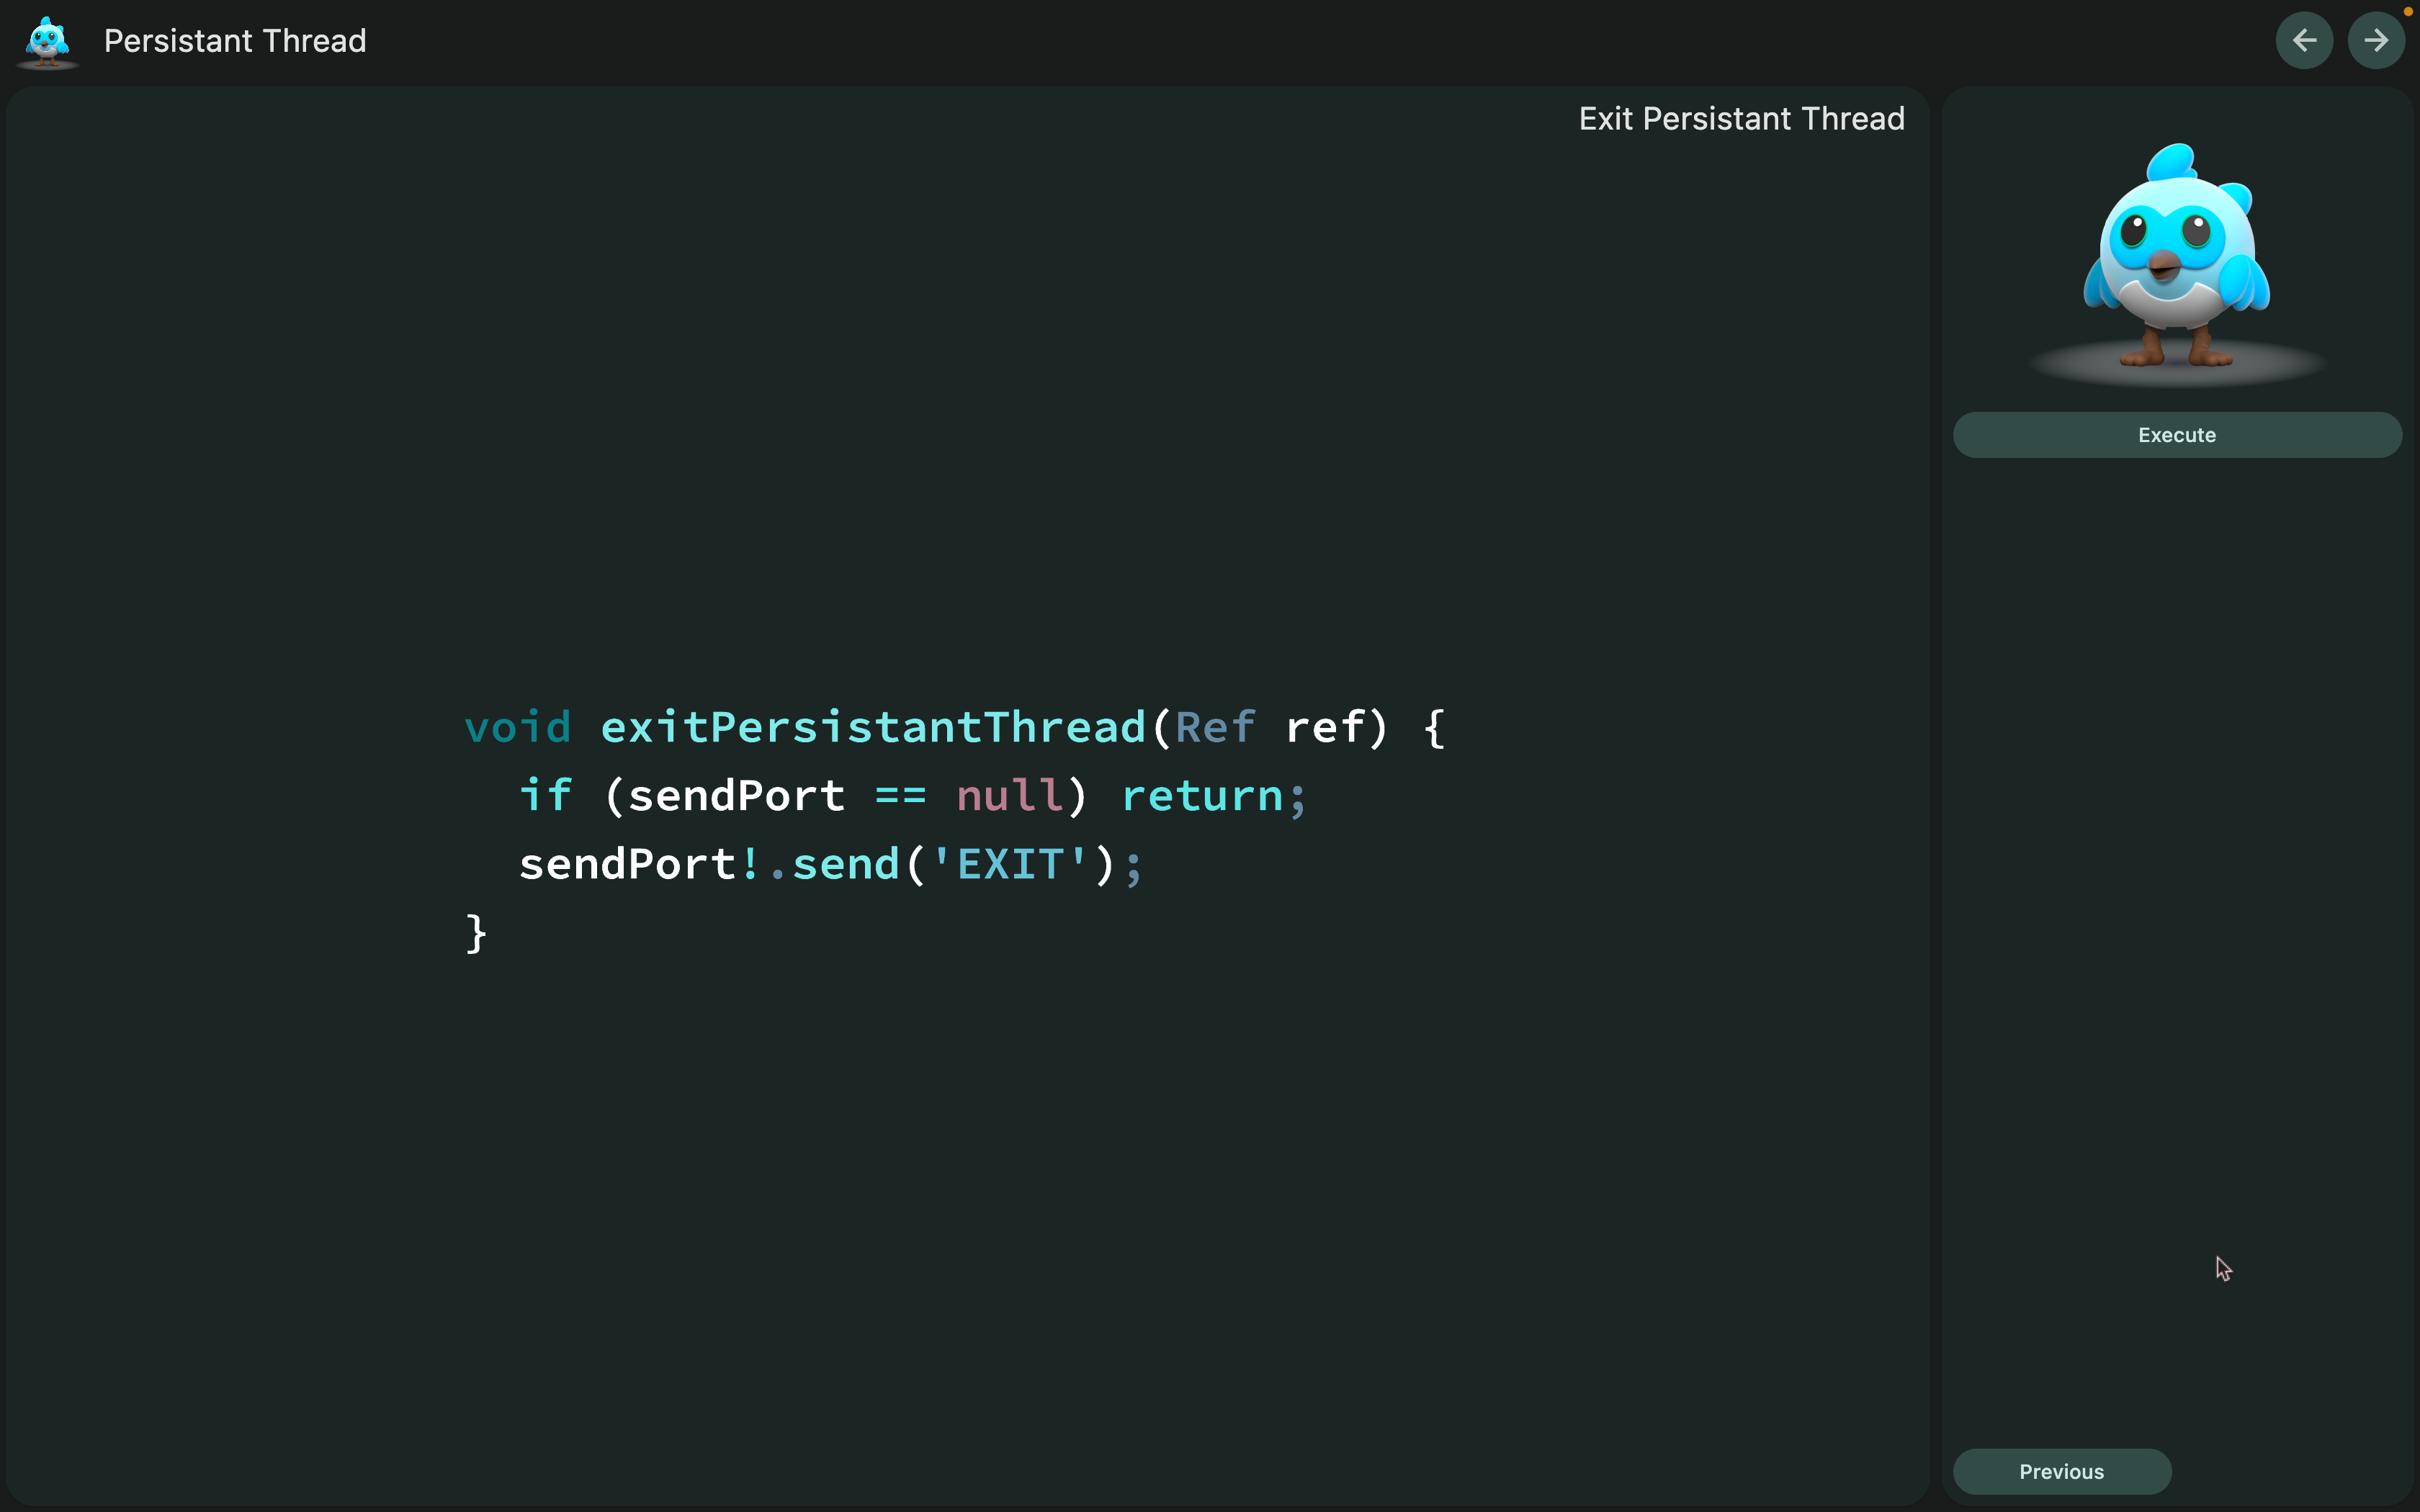 Persistant Thread
Exit Persistant Thread
void exitPersistantThread(Ref ref) {
  if (sendPort == null) return;
  sendPort!.send('EXIT');
}
Execute
Previous